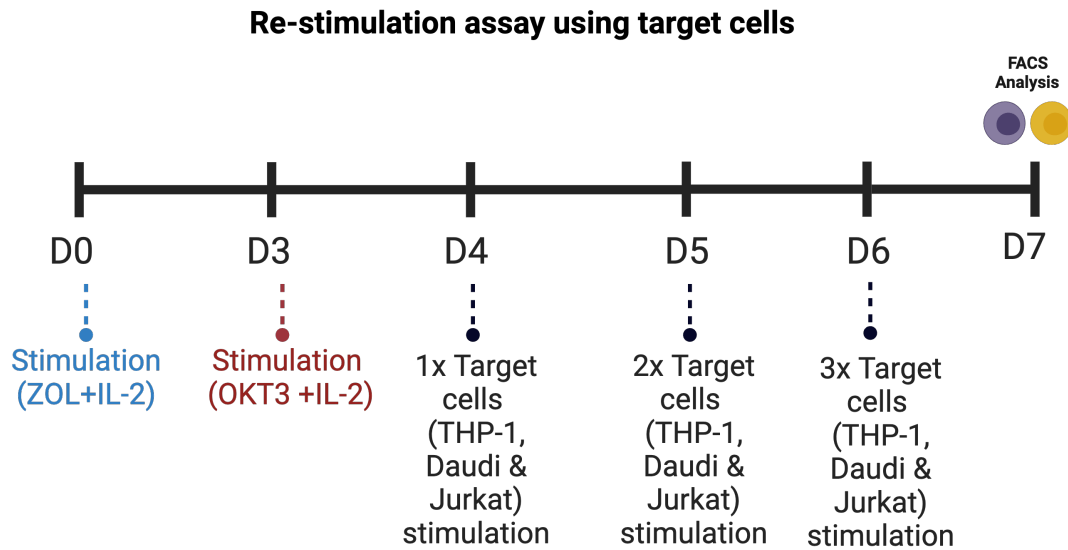 Re-stimulation assay using target cells
FACS
Analysis
D0
D3
D4
D5
D6
D7
Stimulation
(ZOL+IL-2)
Stimulation
(OKT3 +IL-2)
1x Target
cells
(THP-1,
Daudi &
Jurkat)
stimulation
2x Target
cells
(THP-1,
Daudi &
Jurkat)
stimulation
3x Target
cells
(THP-1,
Daudi &
Jurkat)
stimulation